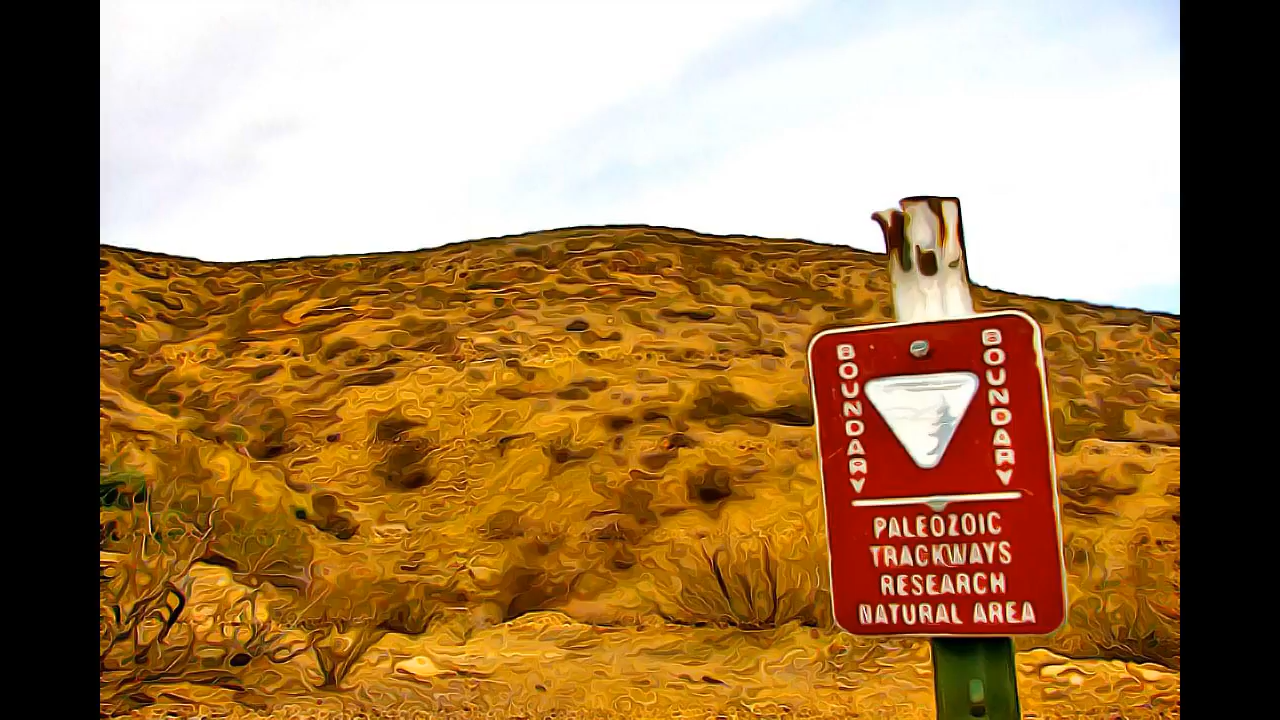 BOUNDARY
BOUNDARY
PALEOZOIC
TRACKWAYS
RESEARCH
NATURAL AREA